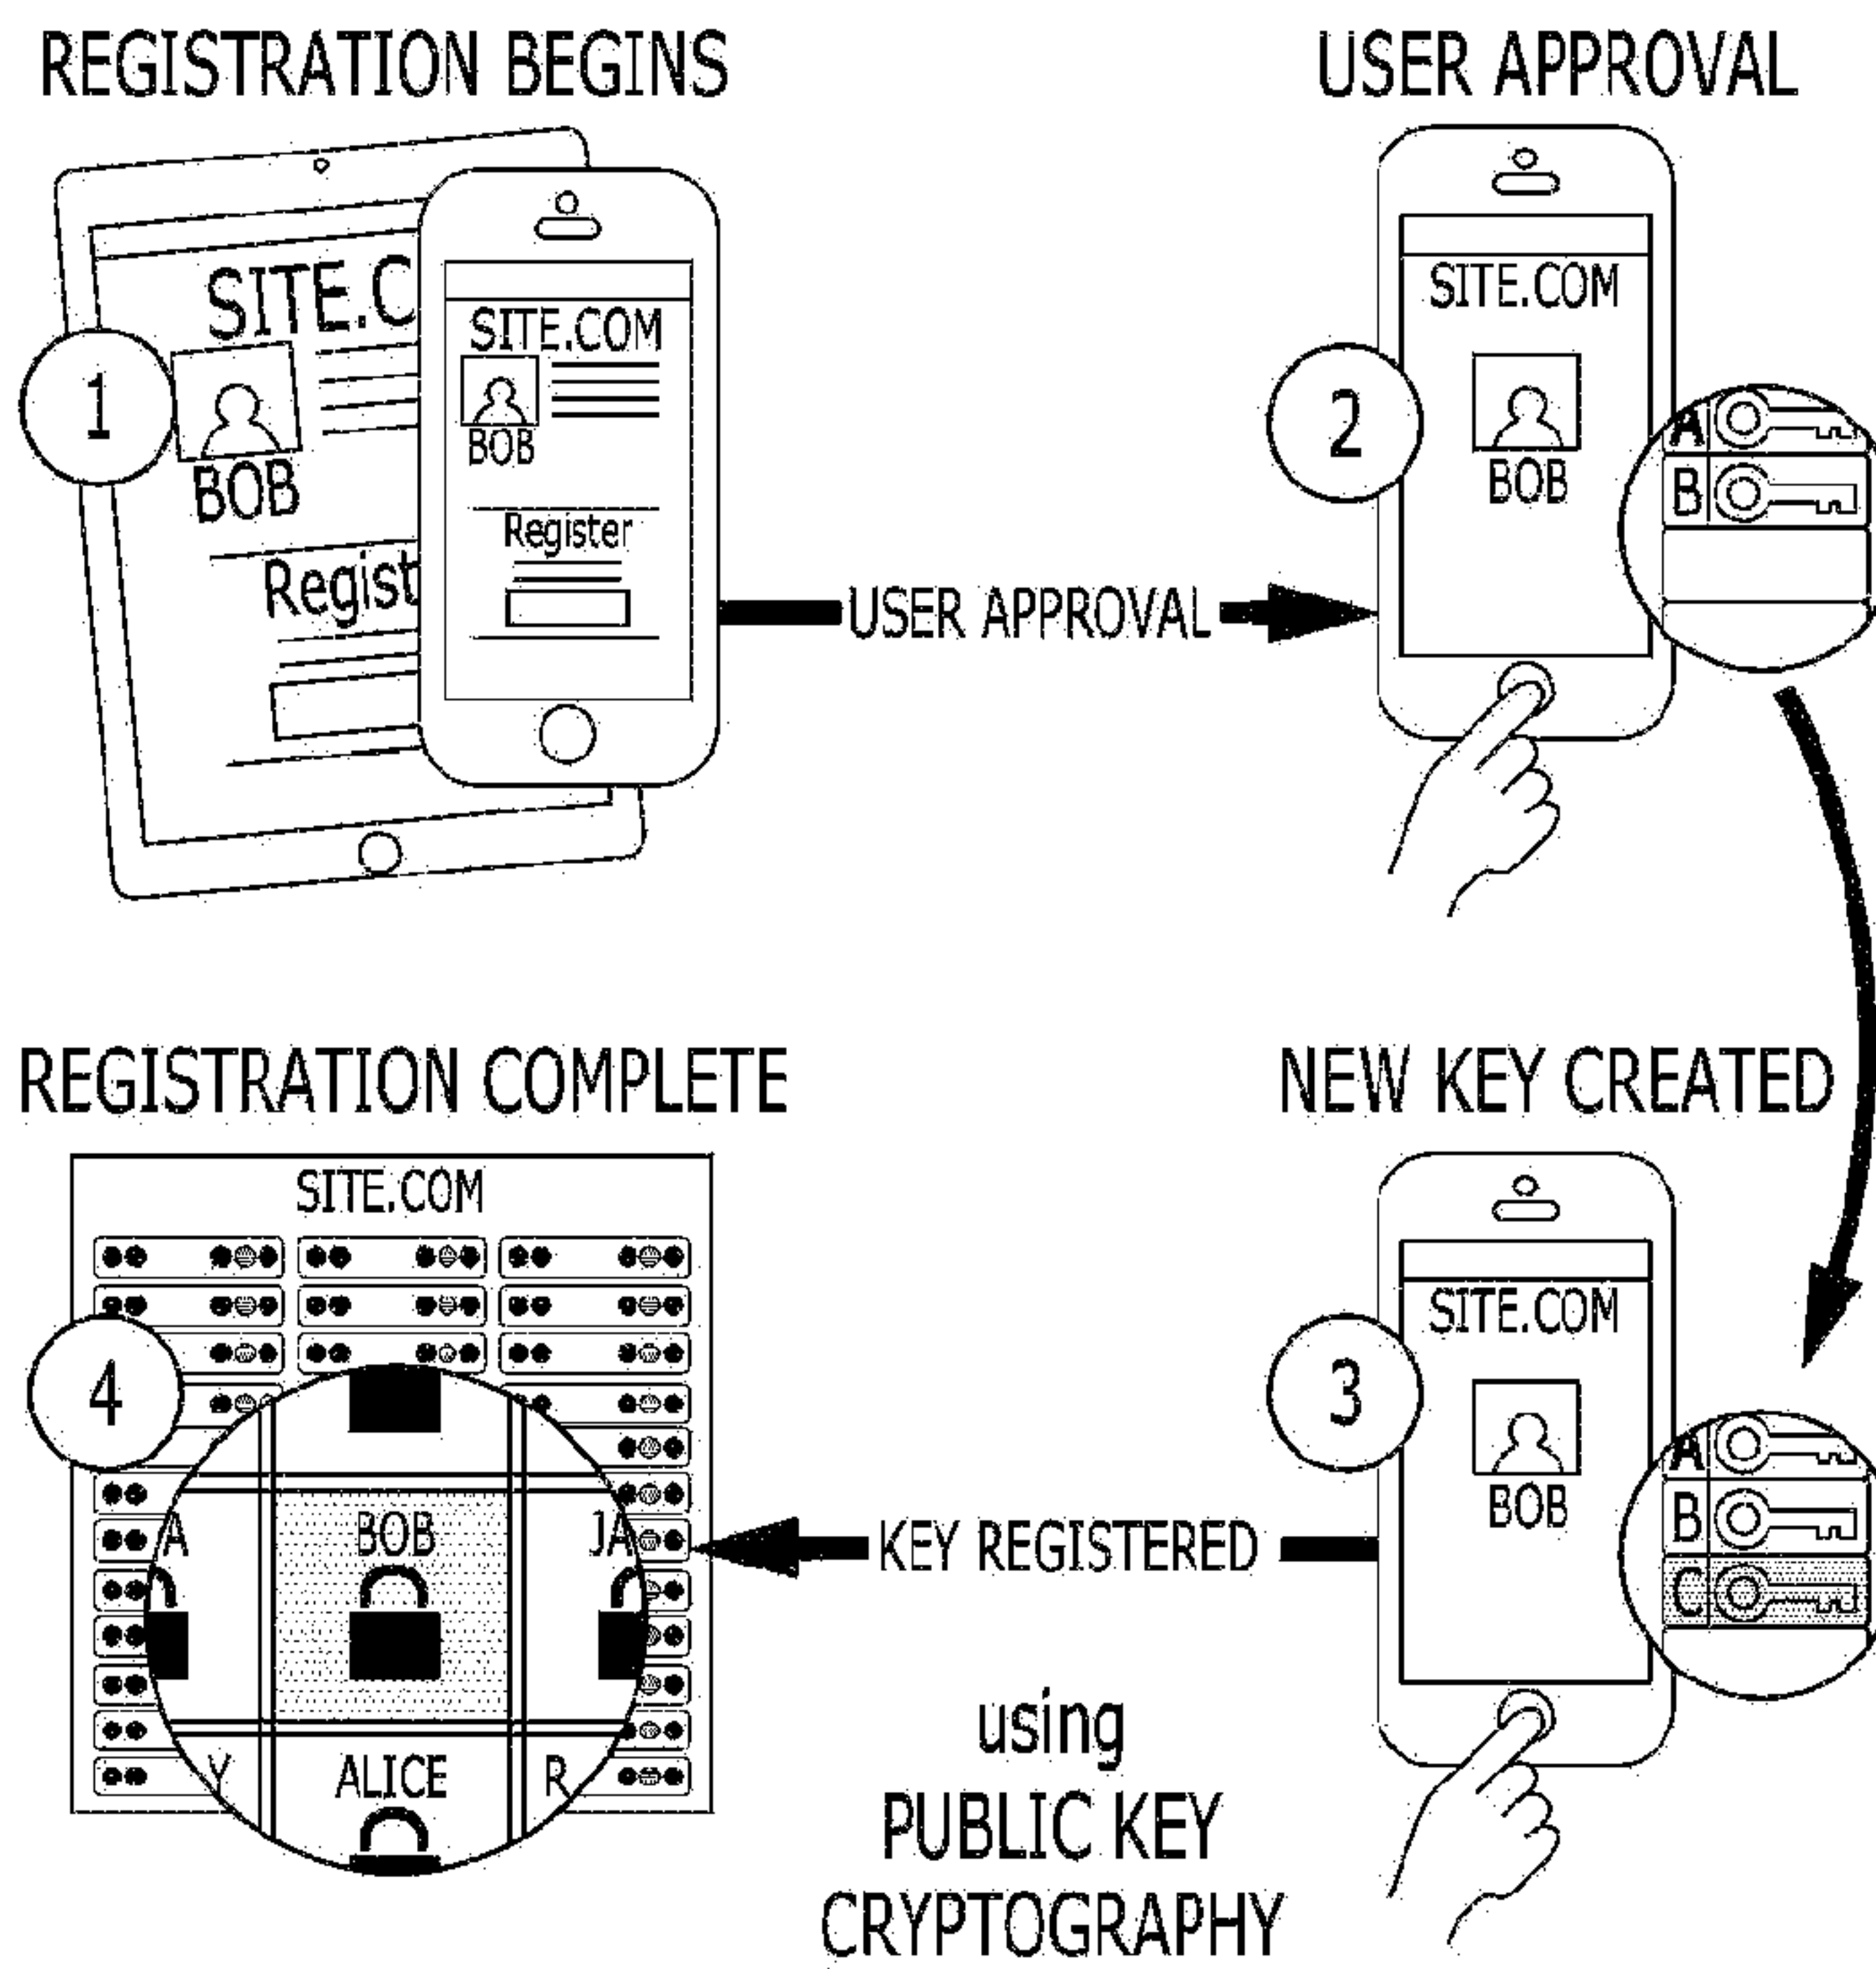 REGISTRATION BEGINS
USER APPROVAL
1
SITE.C
BOB
Regist
SITE.COM
BOB
Register
USER APPROVAL
2
SITE.COM
BOB
A
B
REGISTRATION COMPLETE
NEW KEY CREATED
SITE.COM
4
A
BOB
JA
Y
ALICE
R
KEY REGISTERED
3
SITE.COM
BOB
A
B
C
using
PUBLIC KEY
CRYPTOGRAPHY